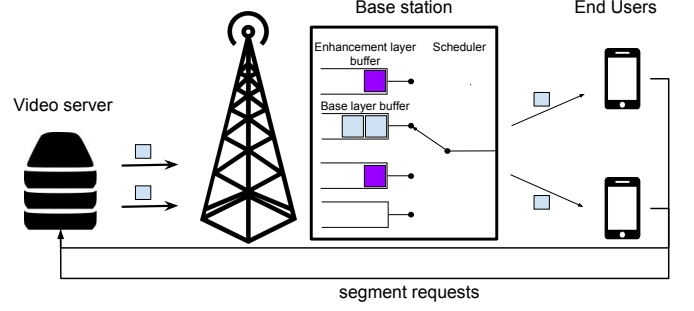 Base station
End Users
Enhancement layer
buffer
Scheduler
Base layer buffer
Video server
segment requests